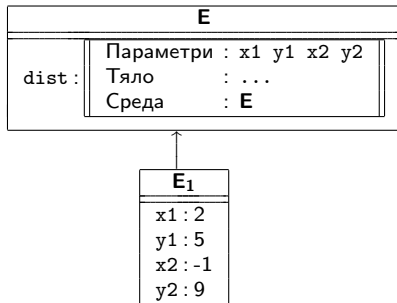 E
dist : Параметри : x1 y1 x2 y2
Тяло : ...
Среда : E
E₁
x1 : 2
y1 : 5
x2 : -1
y2 : 9